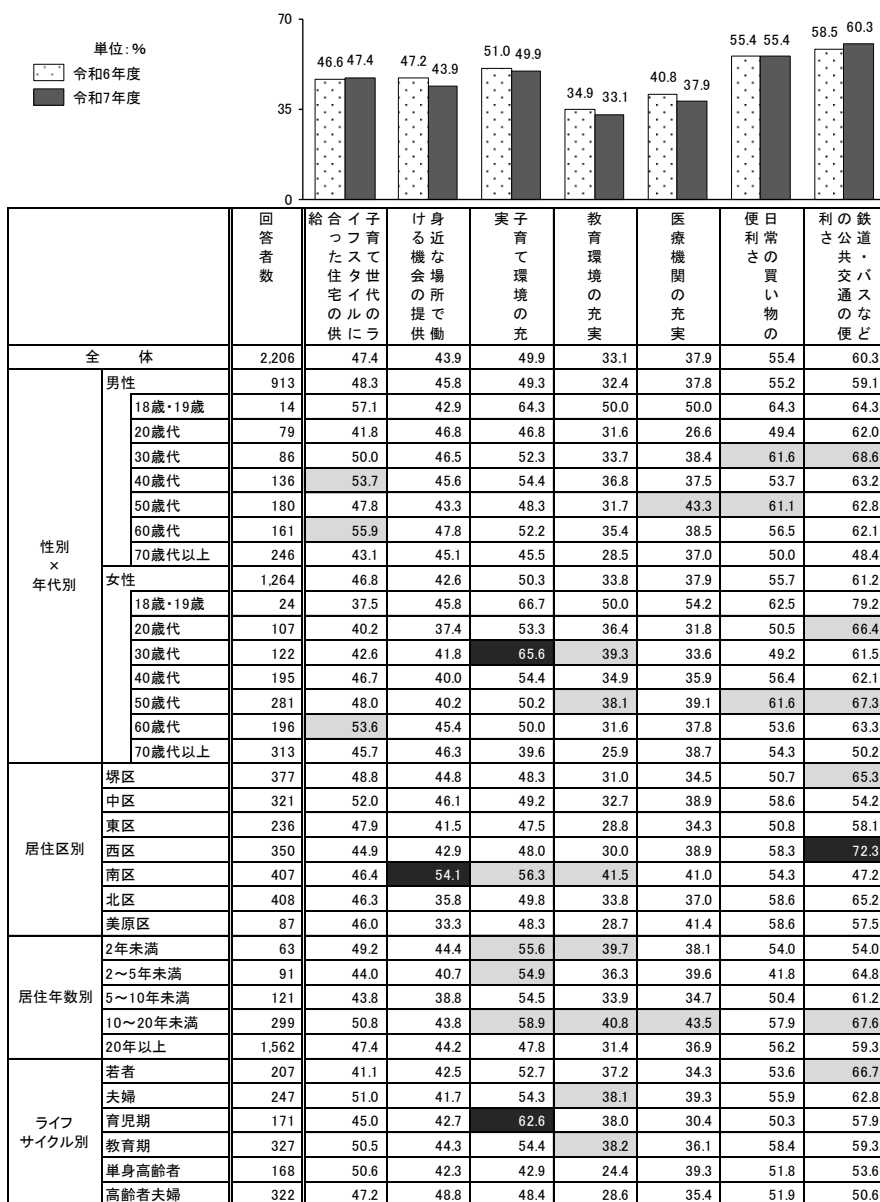 単位:%
令和6年度
令和7年度
70
35
0
46.6 47.4 47.2 43.9 51.0 49.9 34.9 33.1 40.8 37.9 55.4 55.4 58.5 60.3
回答者数
子育て世代のライフスタイルに合った住宅の供給
身近な場所で働ける機会の提供
子育て環境の充実
教育環境の充実
医療機関の充実
日常の買い物の便利さ
鉄道・バスなどの公共交通の便利さ
全 体 2,206 47.4 43.9 49.9 33.1 37.9 55.4 60.3
性別×年代別
男性 913 48.3 45.8 49.3 32.4 37.8 55.2 59.1
18歳・19歳 14 57.1 42.9 64.3 50.0 50.0 64.3 64.3
20歳代 79 41.8 46.8 46.8 31.6 26.6 49.4 62.0
30歳代 86 50.0 46.5 52.3 33.7 38.4 61.6 68.6
40歳代 136 53.7 45.6 54.4 36.8 37.5 53.7 63.2
50歳代 180 47.8 43.3 48.3 31.7 43.3 61.1 62.8
60歳代 161 55.9 47.8 52.2 35.4 38.5 56.5 62.1
70歳代以上 246 43.1 45.1 45.5 28.5 37.0 50.0 48.4
女性 1,264 46.8 42.6 50.3 33.8 37.9 55.7 61.2
18歳・19歳 24 37.5 45.8 66.7 50.0 54.2 62.5 79.2
20歳代 107 40.2 37.4 53.3 36.4 31.8 50.5 66.4
30歳代 122 42.6 41.8 65.6 39.3 33.6 49.2 61.5
40歳代 195 46.7 40.0 54.4 34.9 35.9 56.4 62.1
50歳代 281 48.0 40.2 50.2 38.1 39.1 61.6 67.3
60歳代 196 53.6 45.4 50.0 31.6 37.8 53.6 63.3
70歳代以上 313 45.7 46.3 39.6 25.9 38.7 54.3 50.2
居住区別
堺区 377 48.8 44.8 48.3 31.0 34.5 50.7 65.3
中区 321 52.0 46.1 49.2 32.7 38.9 58.6 54.2
東区 236 47.9 41.5 47.5 28.8 34.3 50.8 58.1
西区 350 44.9 42.9 48.0 30.0 38.9 58.3 72.3
南区 407 46.4 54.1 56.3 41.5 41.0 54.3 47.2
北区 408 46.3 35.8 49.8 33.8 37.0 58.6 65.2
美原区 87 46.0 33.3 48.3 28.7 41.4 58.6 57.5
居住年数別
2年未満 63 49.2 44.4 55.6 39.7 38.1 54.0 54.0
2～5年未満 91 44.0 40.7 54.9 36.3 39.6 41.8 64.8
5～10年未満 121 43.8 38.8 54.5 33.9 34.7 50.4 61.2
10～20年未満 299 50.8 43.8 58.9 40.8 43.5 57.9 67.6
20年以上 1,562 47.4 44.2 47.8 31.4 36.9 56.2 59.3
ライフサイクル別
若者 207 41.1 42.5 52.7 37.2 34.3 53.6 66.7
夫婦 247 51.0 41.7 54.3 38.1 39.3 55.9 62.8
育児期 171 45.0 42.7 62.6 38.0 30.4 50.3 57.9
教育期 327 50.5 44.3 54.4 38.2 36.1 58.4 59.3
単身高齢者 168 50.6 42.3 42.9 24.4 39.3 51.8 53.6
高齢者夫婦 322 47.2 48.8 48.4 28.6 35.4 51.9 50.6